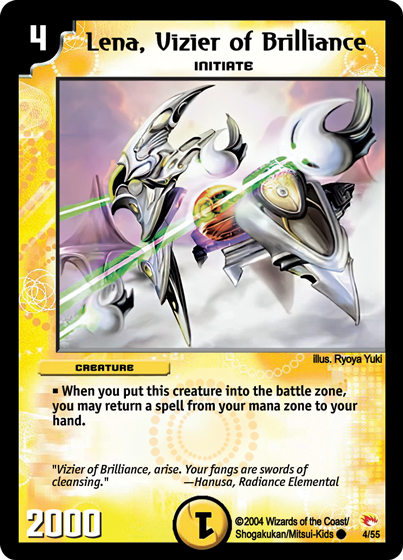 4 Lena, Vizier of Brilliance
INITIATE
illus. Ryoya Yuki
CREATURE
▪ When you put this creature into the battle zone,
you may return a spell from your mana zone to your
hand.
"Vizier of Brilliance, arise. Your fangs are swords of
cleansing." —Hanusa, Radiance Elemental
2000
1
©2004 Wizards of the Coast/
Shogakukan/Mitsui-Kids ● 4/55